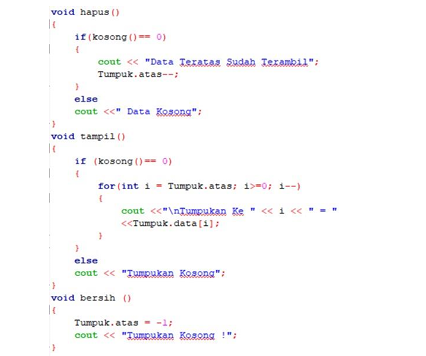 void hapus()
{
if(kosong()== 0)
{
cout << "Data Teratas Sudah Terambil";
Tumpuk.atas--;
}
else
cout <<" Data Kosong";
}
void tampil()
{
if (kosong()== 0)
{
for(int i = Tumpuk.atas; i>=0; i--)
{
cout <<"\nTumpukan Ke " << i << " = "
<<Tumpuk.data[i];
}
}
else
cout << "Tumpukan Kosong";
}
void bersih ()
{
Tumpuk.atas = -1;
cout << "Tumpukan Kosong !";
}